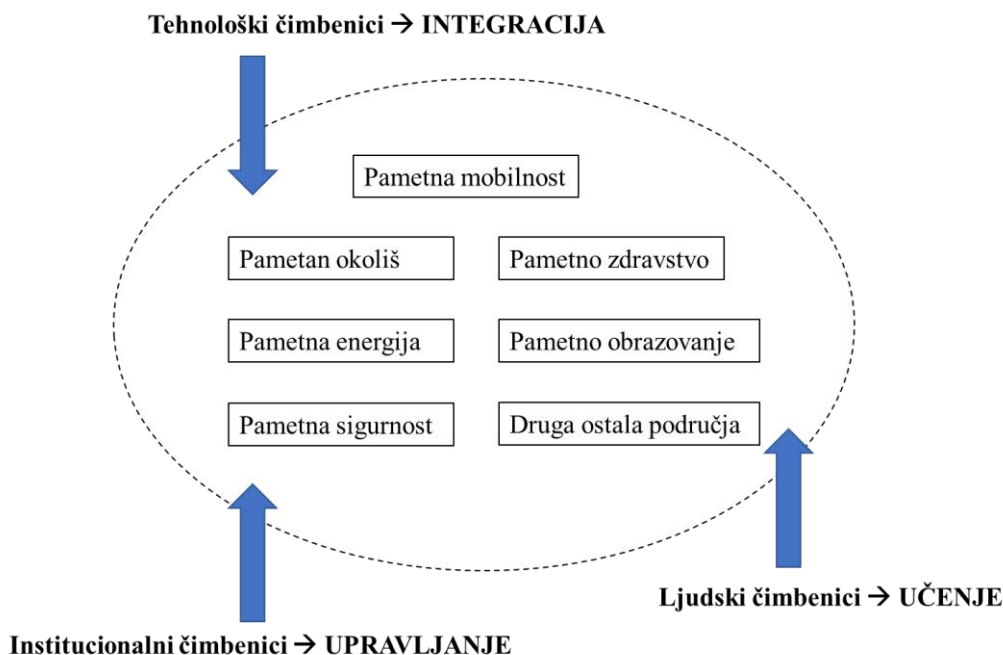 Tehnološki čimbenici → INTEGRACIJA
Pametna mobilnost
Pametan okoliš
Pametno zdravstvo
Pametna energija
Pametno obrazovanje
Pametna sigurnost
Druga ostala područja
Ljudski čimbenici → UČENJE
Institucionalni čimbenici → UPRAVLJANJE